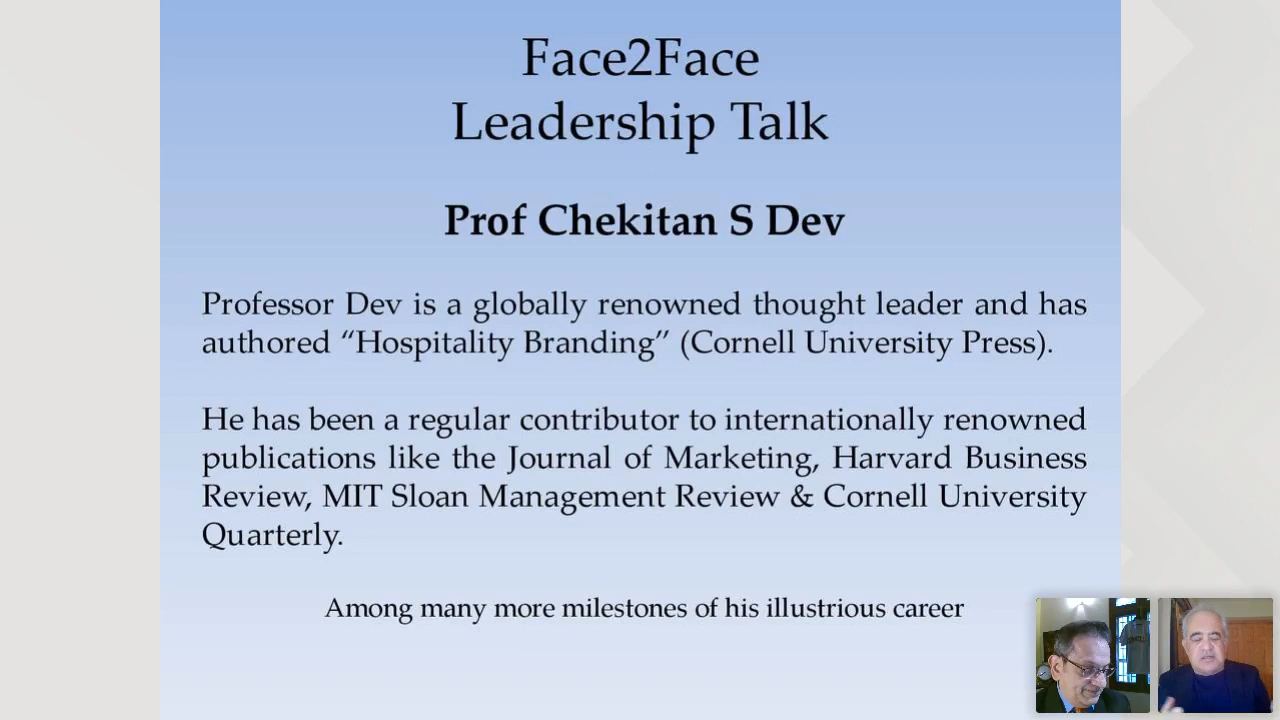 Face2Face
Leadership Talk
Prof Chekitan S Dev
Professor Dev is a globally renowned thought leader and has
authored “Hospitality Branding” (Cornell University Press).
He has been a regular contributor to internationally renowned
publications like the Journal of Marketing, Harvard Business
Review, MIT Sloan Management Review & Cornell University
Quarterly.
Among many more milestones of his illustrious career